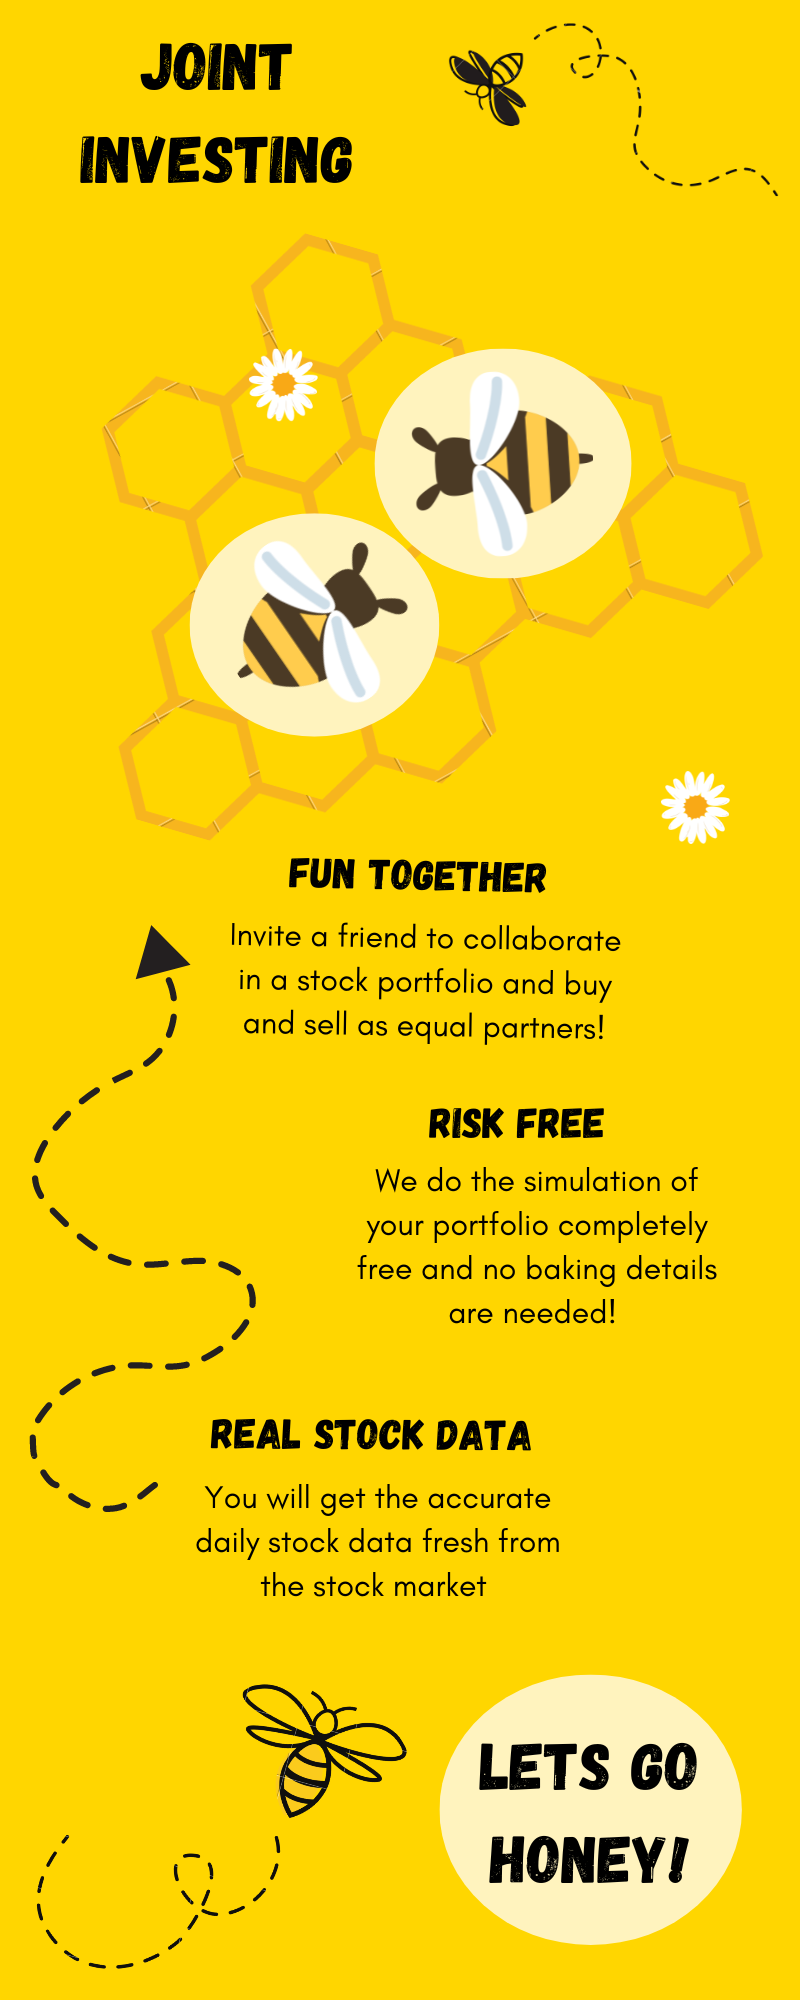 JOINT
INVESTING
FUN TOGETHER
Invite a friend to collaborate
in a stock portfolio and buy
and sell as equal partners!
RISK FREE
We do the simulation of
your portfolio completely
free and no baking details
are needed!
REAL STOCK DATA
You will get the accurate
daily stock data fresh from
the stock market
LETS GO
HONEY!